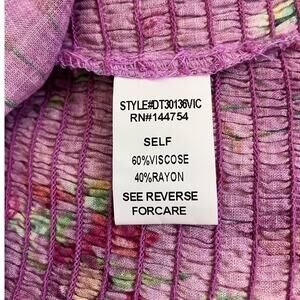 STYLE#DT30136VIC
RN#144754
SELF
60%VISCOSE
40%RAYON
SEE REVERSE
FORCARE